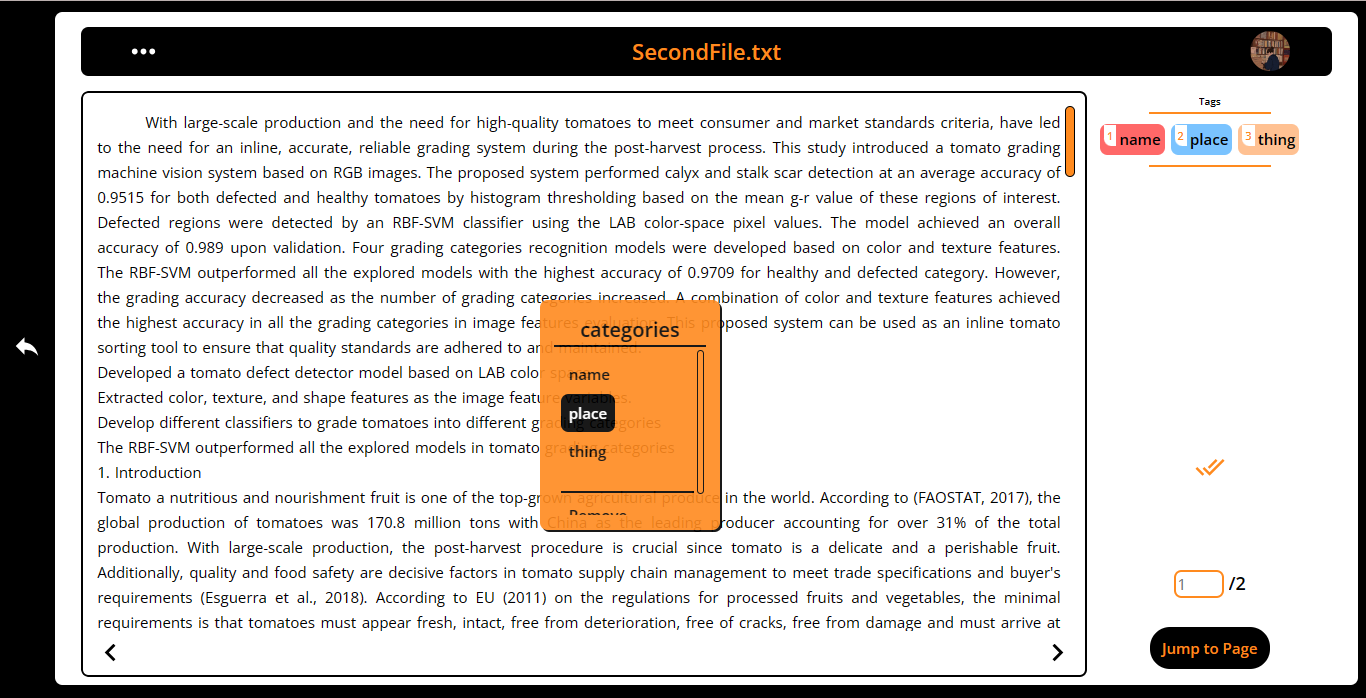 SecondFile.txt
With large-scale production and the need for high-quality tomatoes to meet consumer and market standards criteria, have led
to the need for an inline, accurate, reliable grading system during the post-harvest process. This study introduced a tomato grading
machine vision system based on RGB images. The proposed system performed calyx and stalk scar detection at an average accuracy of
0.9515 for both defected and healthy tomatoes by histogram thresholding based on the mean g-r value of these regions of interest.
Defected regions were detected by an RBF-SVM classifier using the LAB color-space pixel values. The model achieved an overall
accuracy of 0.989 upon validation. Four grading categories recognition models were developed based on color and texture features.
The RBF-SVM outperformed all the explored models with the highest accuracy of 0.9709 for healthy and defected category. However,
the grading accuracy decreased as the number of grading categories increased. A combination of color and texture features achieved
the highest accuracy in all the grading categories in image features evaluation. This proposed system can be used as an inline tomato
sorting tool to ensure that quality standards are adhered to and maintained.
Developed a tomato defect detector model based on LAB color space
Extracted color, texture, and shape features as the image feature variables.
Develop different classifiers to grade tomatoes into different grading categories
The RBF-SVM outperformed all the explored models in tomato grading categories
1. Introduction
Tomato a nutritious and nourishment fruit is one of the top-grown agricultural produce in the world. According to (FAOSTAT, 2017), the
global production of tomatoes was 170.8 million tons with China as the leading producer accounting for over 31% of the total
production. With large-scale production, the post-harvest procedure is crucial since tomato is a delicate and a perishable fruit.
Additionally, quality and food safety are decisive factors in tomato supply chain management to meet trade specifications and buyer's
requirements (Esguerra et al., 2018). According to EU (2011) on the regulations for processed fruits and vegetables, the minimal
requirements is that tomatoes must appear fresh, intact, free from deterioration, free of cracks, free from damage and must arrive at
categories
name
place
thing
Remove
Tags
1 name 2 place 3 thing
1 /2
Jump to Page